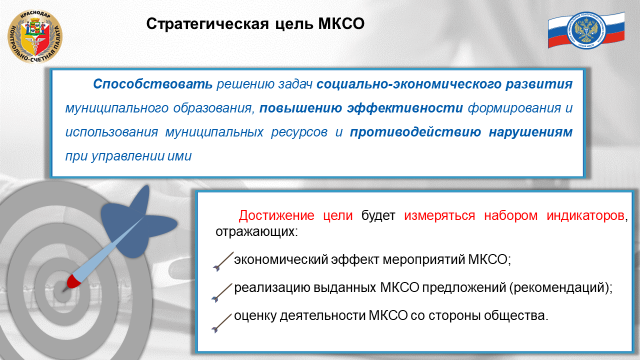 Стратегическая цель МКСО
КРАСНОДАР
КОНТРОЛЬНО-СЧЕТНАЯ ПАЛАТА
Способствовать решению задач социально-экономического развития
муниципального образования, повышению эффективности формирования и
использования муниципальных ресурсов и противодействию нарушениям
при управлении ими
Достижение цели будет измеряться набором индикаторов,
отражающих:
экономический эффект мероприятий МКСО;
реализацию выданных МКСО предложений (рекомендаций);
оценку деятельности МКСО со стороны общества.